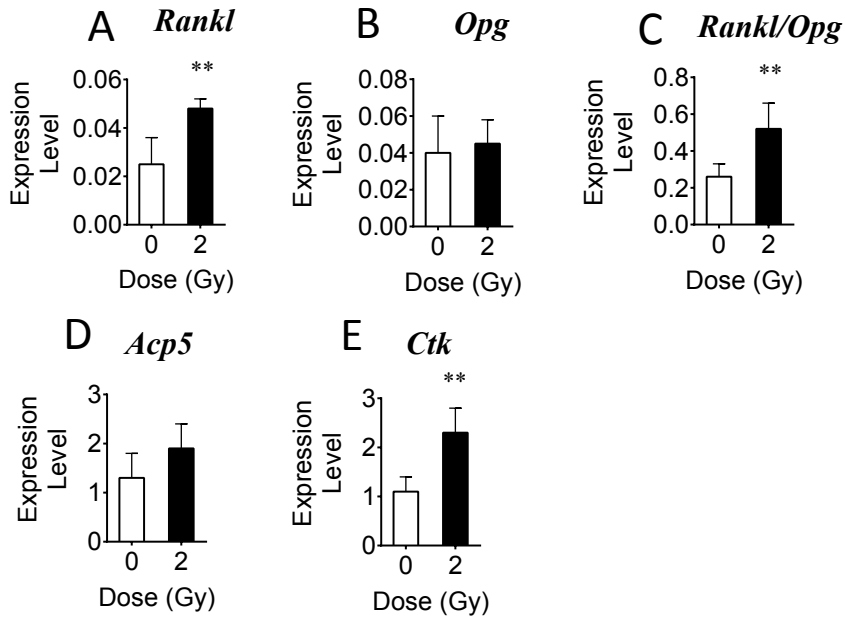 A Rankl
**
Expression
Level
0.06
0.04
0.02
0.00
0 2
Dose (Gy)
B Opg
Expression
Level
0.08
0.06
0.04
0.02
0.00
0 2
Dose (Gy)
C Rankl/Opg
**
Expression
Level
0.8
0.6
0.4
0.2
0.0
0 2
Dose (Gy)
D Acp5
Expression
Level
3
2
1
0
0 2
Dose (Gy)
E Ctk
**
Expression
Level
3
2
1
0
0 2
Dose (Gy)